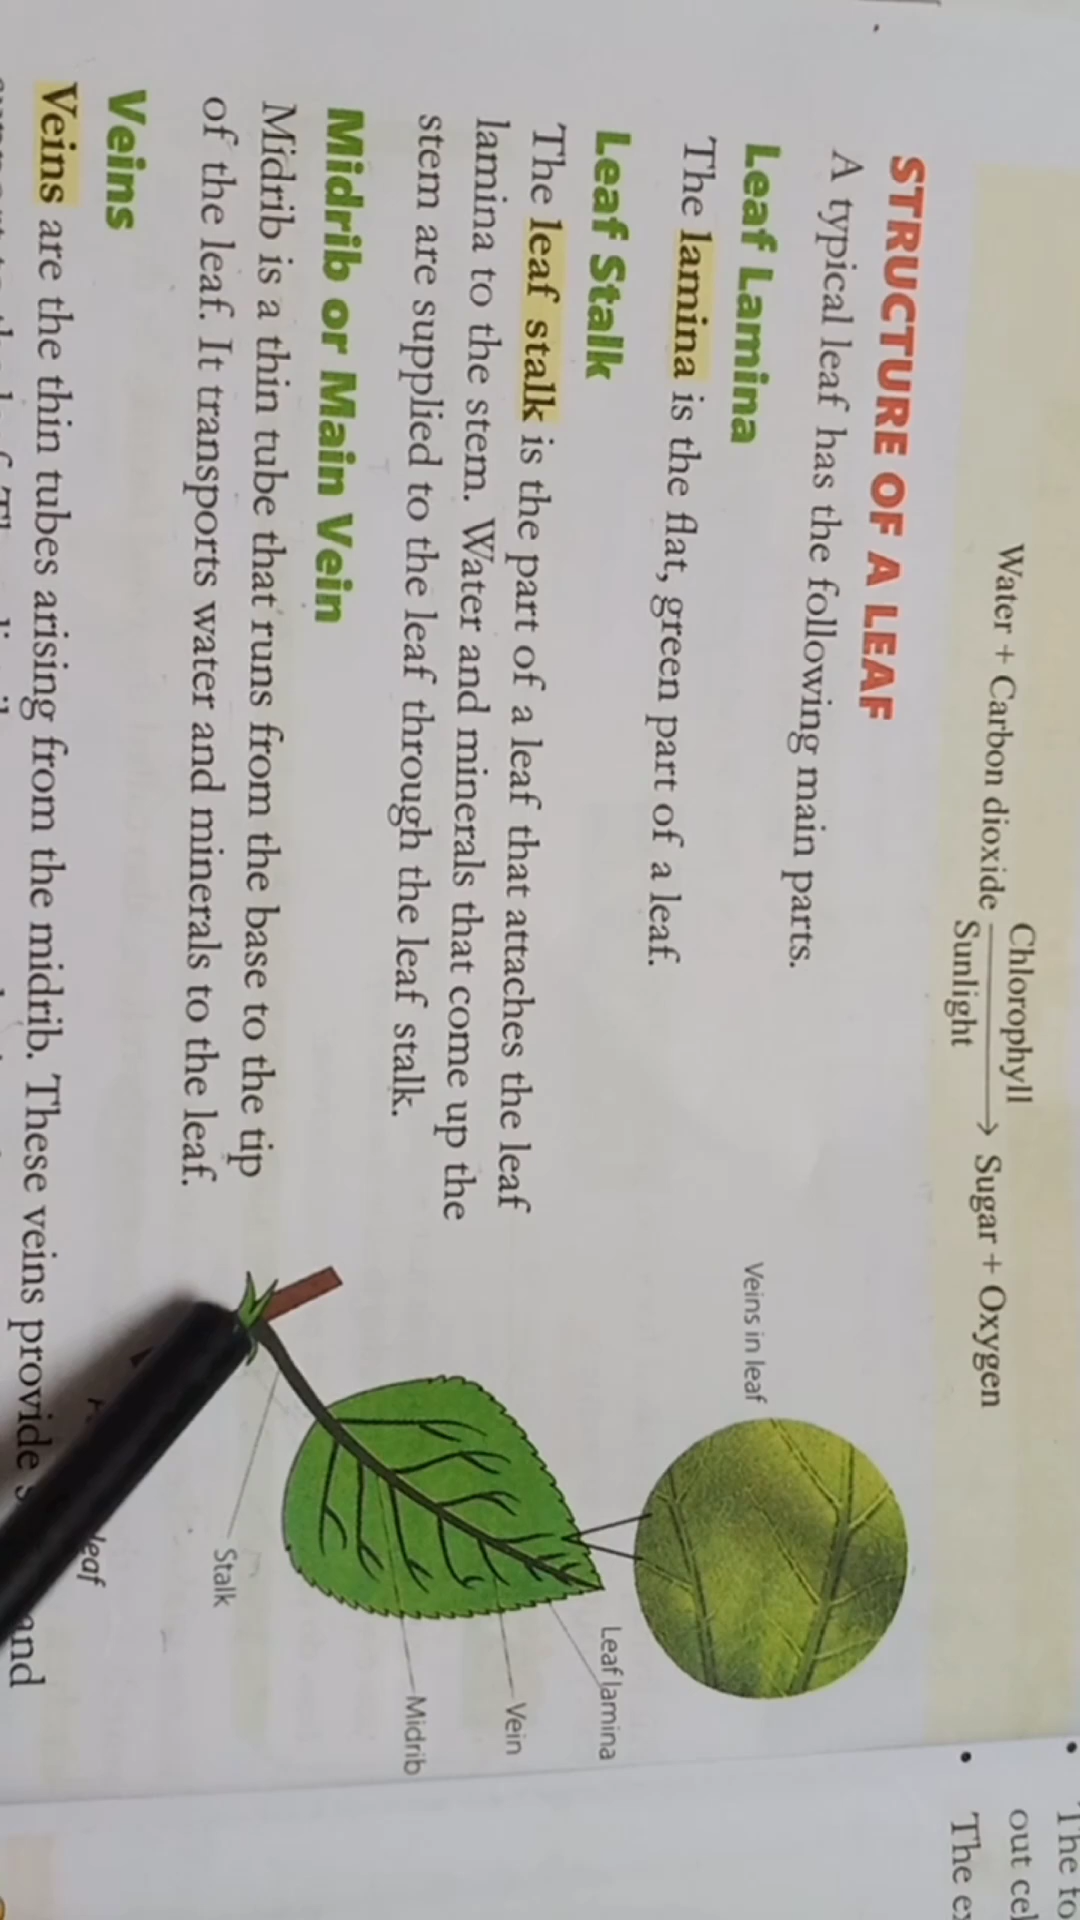 Water + Carbon dioxide Chlorophyll Sunlight → Sugar + Oxygen
STRUCTURE OF A LEAF
A typical leaf has the following main parts.
Leaf Lamina
The lamina is the flat, green part of a leaf.
Leaf Stalk
The leaf stalk is the part of a leaf that attaches the leaf
lamina to the stem. Water and minerals that come up the
stem are supplied to the leaf through the leaf stalk.
Midrib or Main Vein
Midrib is a thin tube that runs from the base to the tip
of the leaf. It transports water and minerals to the leaf.
Veins
Veins are the thin tubes arising from the midrib. These veins provide
and
Veins in leaf
Leaf lamina
Vein
Midrib
Stalk
leaf
The
out
The